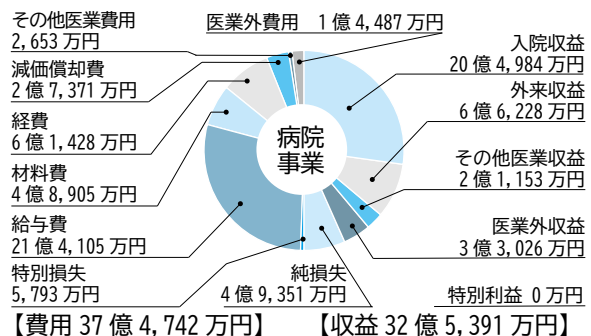 その他医業費用
2,653 万円
医業外費用 1 億 4,487 万円
減価償却費
2 億 7,371 万円
経費
6 億 1,428 万円
材料費
4 億 8,905 万円
給与費
21 億 4,105 万円
特別損失
5,793 万円
病院
事業
入院収益
20 億 4,984 万円
外来収益
6 億 6,228 万円
その他医業収益
2 億 1,153 万円
医業外収益
3 億 3,026 万円
純損失
4 億 9,351 万円
特別利益 0 万円
【費用 37 億 4,742 万円】 【収益 32 億 5,391 万円】